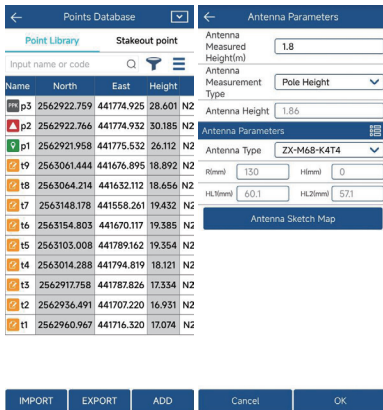 Points Database
Point Library Stakeout point
Input name or code
Name North East Height
PPK p3 2562922.759 441774.925 28.601 N2
p2 2562922.766 441774.932 30.185 N2
p1 2562921.958 441775.532 26.112 N2
t9 2563061.444 441676.895 18.892 N2
t8 2563064.214 441632.112 18.656 N2
t7 2563148.178 441558.261 19.432 N2
t6 2563154.803 441670.117 19.385 N2
t5 2563103.008 441789.162 19.354 N2
t4 2563014.288 441794.819 18.121 N2
t3 2562917.758 441787.826 17.334 N2
t2 2562936.491 441707.220 16.931 N2
t1 2562960.967 441716.320 17.074 N2
IMPORT EXPORT ADD
Antenna Parameters
Antenna
Measured 1.8
Height(m)
Antenna
Measurement Pole Height
Type
Antenna Height 1.86
Antenna Parameters
Antenna Type ZX-M68-K4T4
R(mm) 130 H(mm) 0
HL1(mm) 60.1 HL2(mm) 57.1
Antenna Sketch Map
Cancel OK